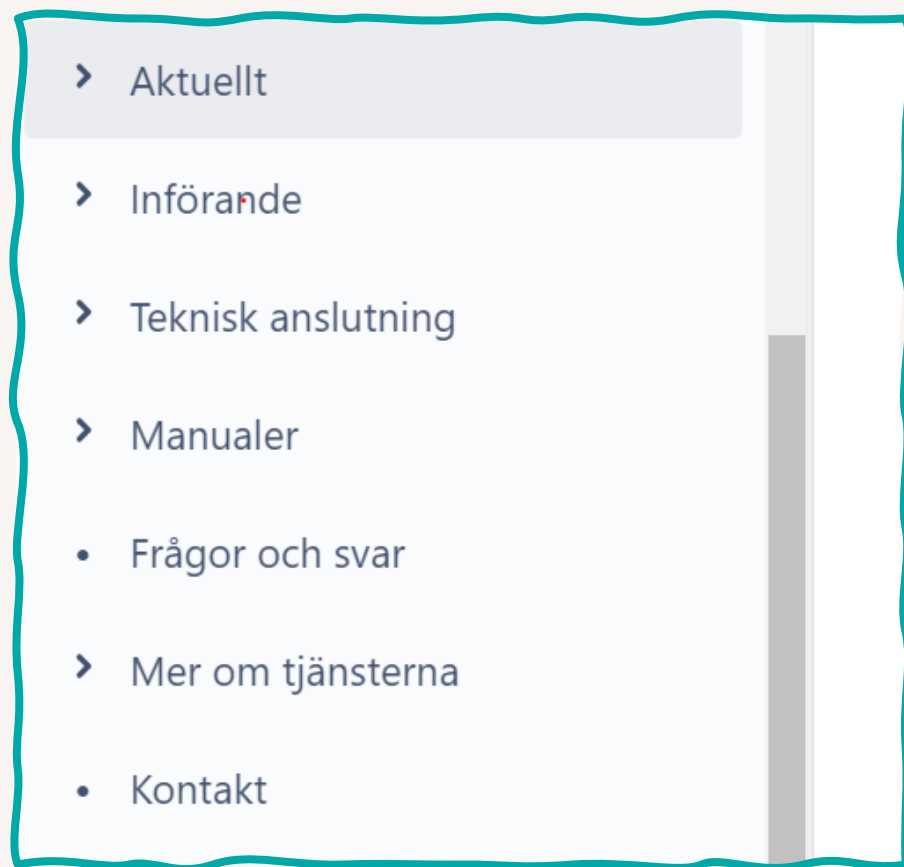 Aktuellt
Införande
Teknisk anslutning
Manualer
Frågor och svar
Mer om tjänsterna
Kontakt